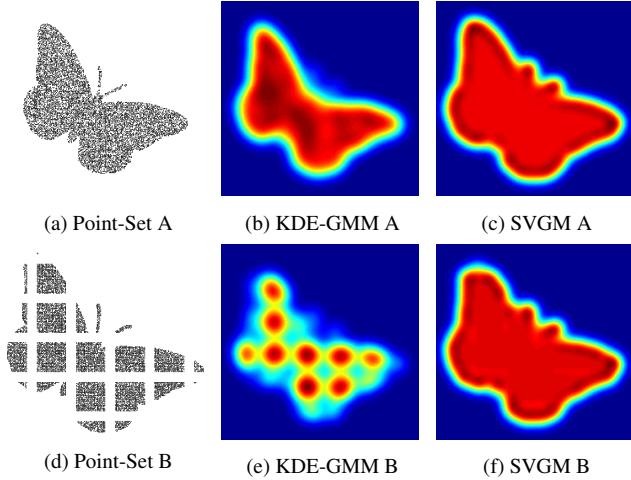 (a) Point-Set A
(b) KDE-GMM A
(c) SVGM A
(d) Point-Set B
(e) KDE-GMM B
(f) SVGM B